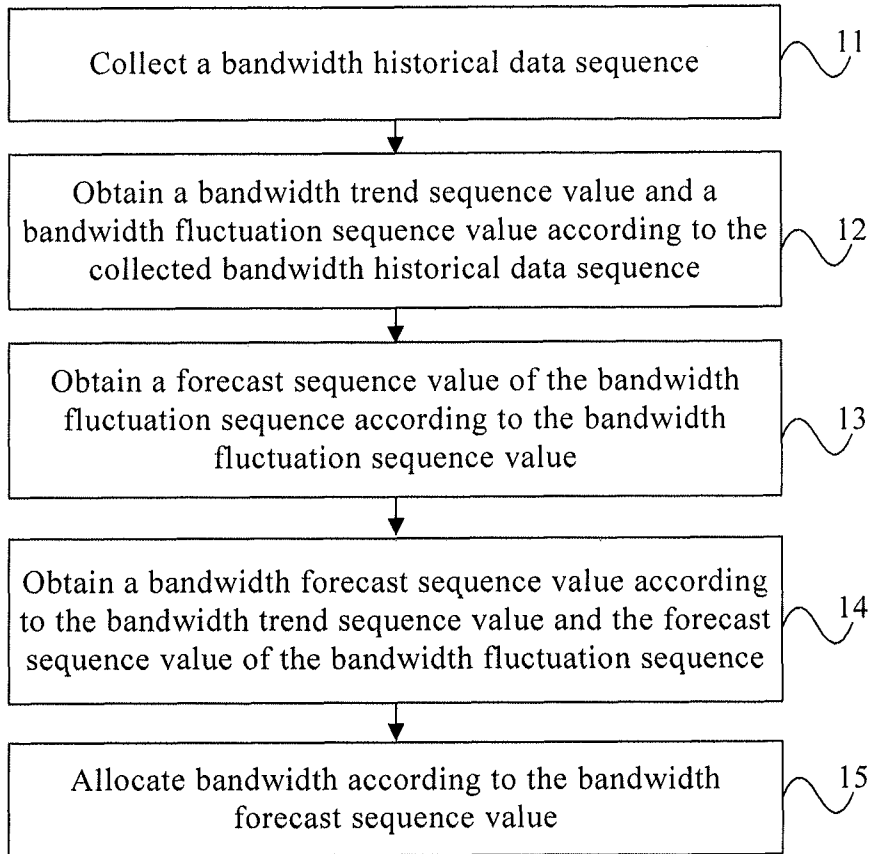 Collect a bandwidth historical data sequence
11
Obtain a bandwidth trend sequence value and a
bandwidth fluctuation sequence value according to the
collected bandwidth historical data sequence
12
Obtain a forecast sequence value of the bandwidth
fluctuation sequence according to the bandwidth
fluctuation sequence value
13
Obtain a bandwidth forecast sequence value according
to the bandwidth trend sequence value and the forecast
sequence value of the bandwidth fluctuation sequence
14
Allocate bandwidth according to the bandwidth
forecast sequence value
15